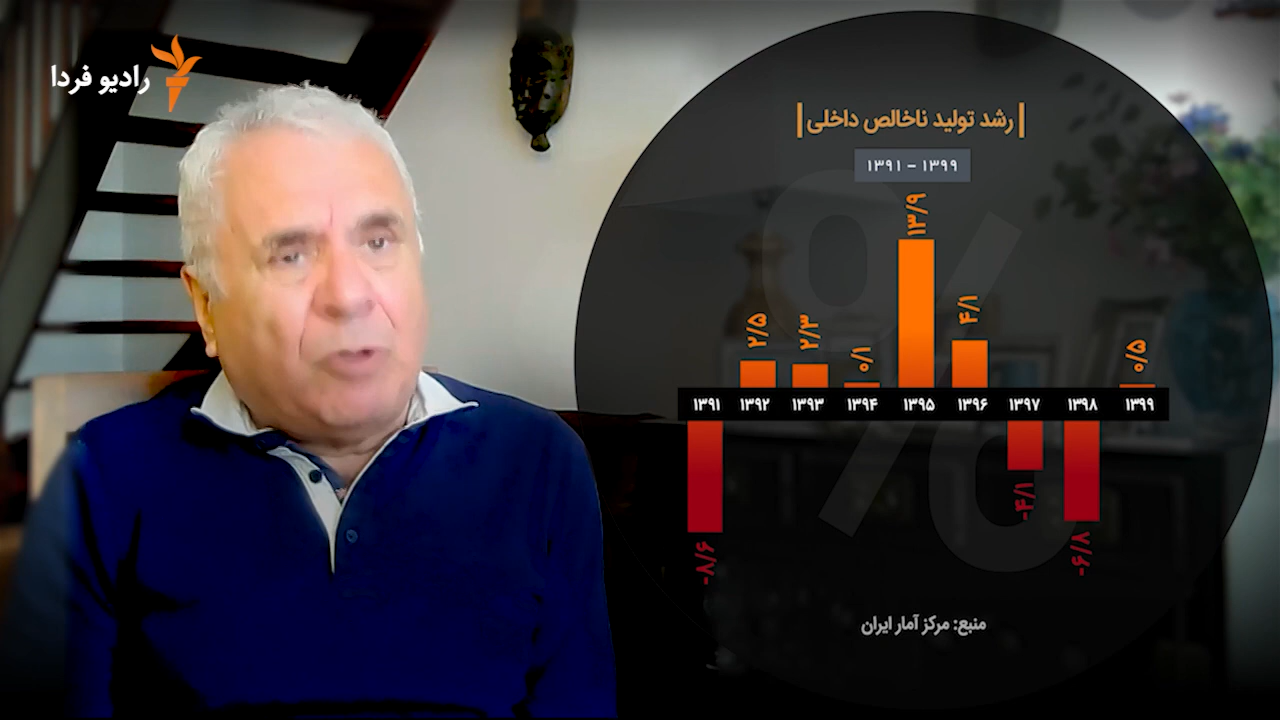 رادیو فردا
رشد تولید ناخالص داخلی
۱۳۹۱ - ۱۳۹۹
۱۳/۹
۴/۱
۲/۵
۲/۳
۰/۱
۰/۵
۱۳۹۱ ۱۳۹۲ ۱۳۹۳ ۱۳۹۴ ۱۳۹۵ ۱۳۹۶ ۱۳۹۷ ۱۳۹۸ ۱۳۹۹
-۸/۶
-۴/۱
-۶/۸
%
منبع: مرکز آمار ایران